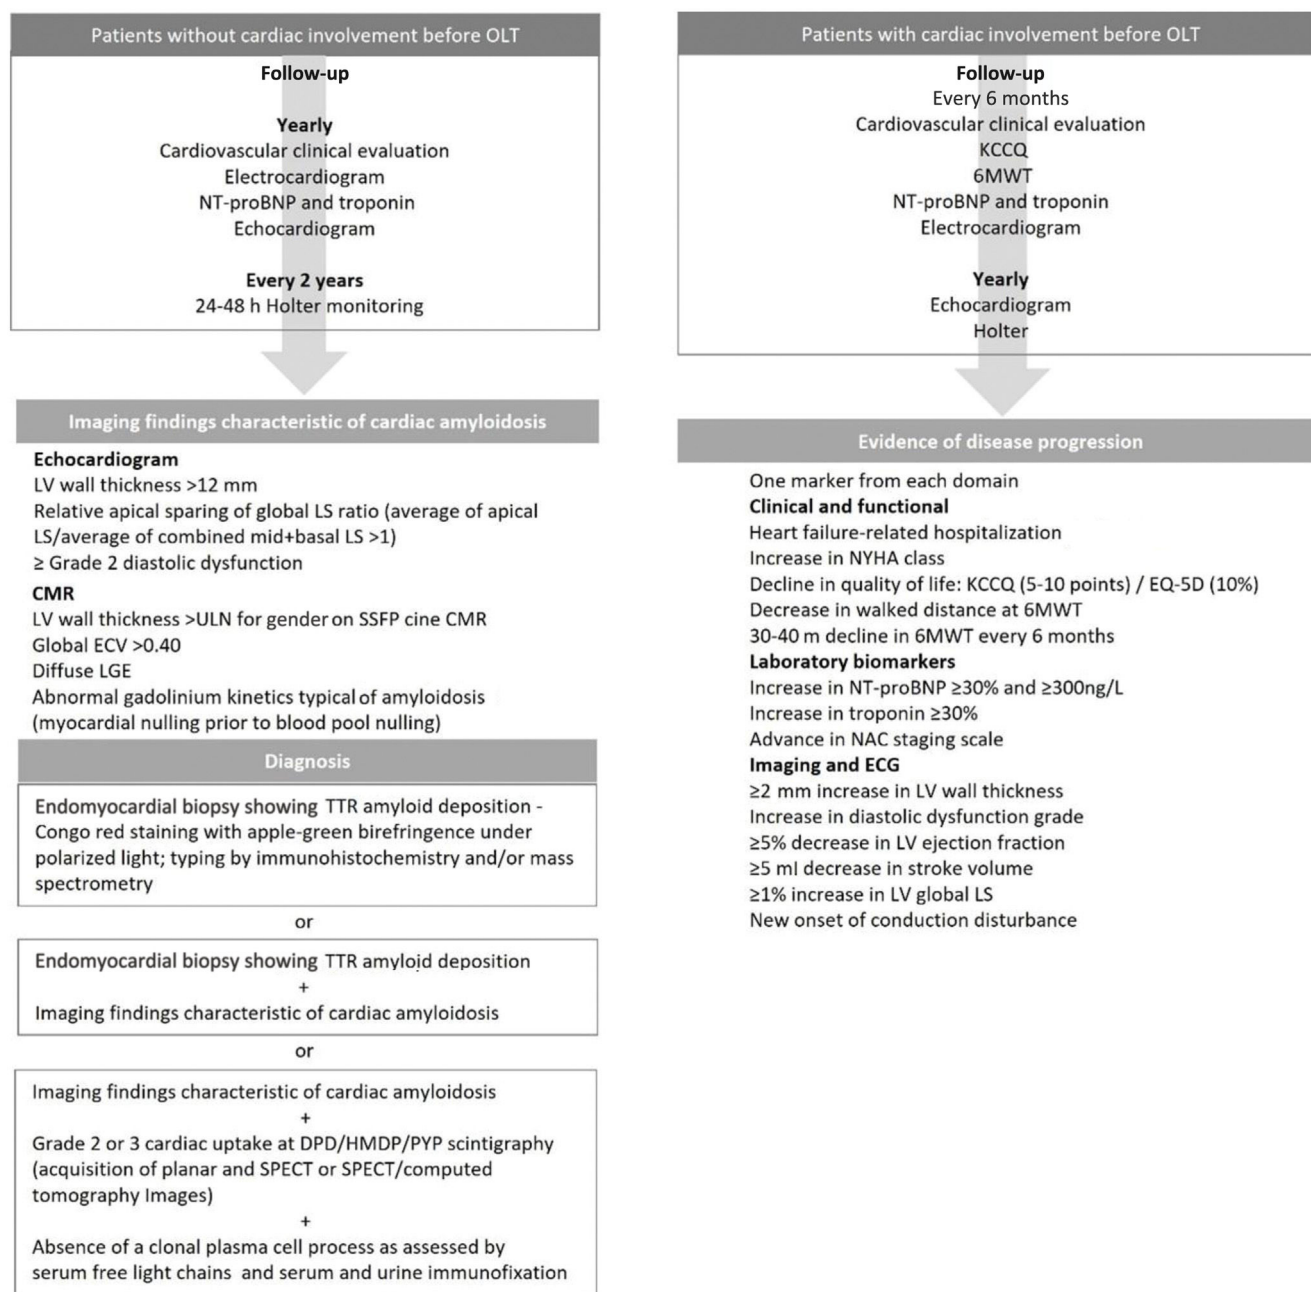 Patients without cardiac involvement before OLT
Follow-up
Yearly
Cardiovascular clinical evaluation
Electrocardiogram
NT-proBNP and troponin
Echocardiogram
Every 2 years
24-48 h Holter monitoring
Imaging findings characteristic of cardiac amyloidosis
Echocardiogram
LV wall thickness >12 mm
Relative apical sparing of global LS ratio (average of apical
LS/average of combined mid+basal LS >1)
≥ Grade 2 diastolic dysfunction
CMR
LV wall thickness >ULN for gender on SSFP cine CMR
Global ECV >0.40
Diffuse LGE
Abnormal gadolinium kinetics typical of amyloidosis
(myocardial nulling prior to blood pool nulling)
Diagnosis
Endomyocardial biopsy showing TTR amyloid deposition -
Congo red staining with apple-green birefringence under
polarized light; typing by immunohistochemistry and/or mass
spectrometry
or
Endomyocardial biopsy showing TTR amyloid deposition
+
Imaging findings characteristic of cardiac amyloidosis
or
Imaging findings characteristic of cardiac amyloidosis
+
Grade 2 or 3 cardiac uptake at DPD/HMDP/PYP scintigraphy
(acquisition of planar and SPECT or SPECT/computed
tomography Images)
+
Absence of a clonal plasma cell process as assessed by
serum free light chains and serum and urine immunofixation
Patients with cardiac involvement before OLT
Follow-up
Every 6 months
Cardiovascular clinical evaluation
KCCQ
6MWT
NT-proBNP and troponin
Electrocardiogram
Yearly
Echocardiogram
Holter
Evidence of disease progression
One marker from each domain
Clinical and functional
Heart failure-related hospitalization
Increase in NYHA class
Decline in quality of life: KCCQ (5-10 points) / EQ-5D (10%)
Decrease in walked distance at 6MWT
30-40 m decline in 6MWT every 6 months
Laboratory biomarkers
Increase in NT-proBNP ≥30% and ≥300ng/L
Increase in troponin ≥30%
Advance in NAC staging scale
Imaging and ECG
≥2 mm increase in LV wall thickness
Increase in diastolic dysfunction grade
≥5% decrease in LV ejection fraction
≥5 ml decrease in stroke volume
≥1% increase in LV global LS
New onset of conduction disturbance